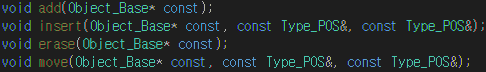 void add(Object_Base* const);
void insert(Object_Base* const, const Type_POS&, const Type_POS&);
void erase(Object_Base* const);
void move(Object_Base* const, const Type_POS&, const Type_POS&);